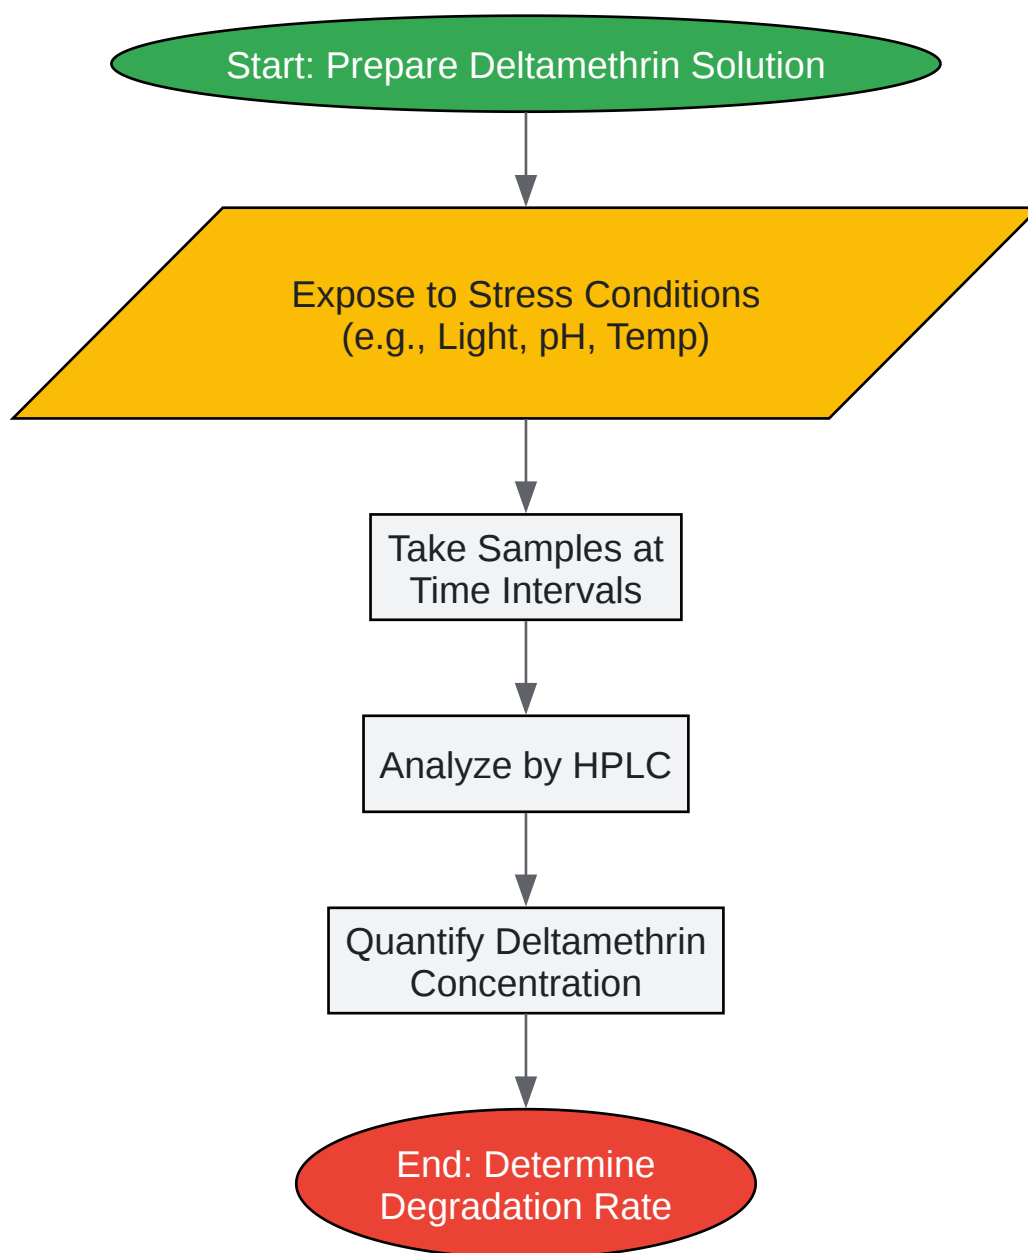 Start: Prepare Deltamethrin Solution
Expose to Stress Conditions
(e.g., Light, pH, Temp)
Take Samples at
Time Intervals
Analyze by HPLC
Quantify Deltamethrin
Concentration
End: Determine
Degradation Rate